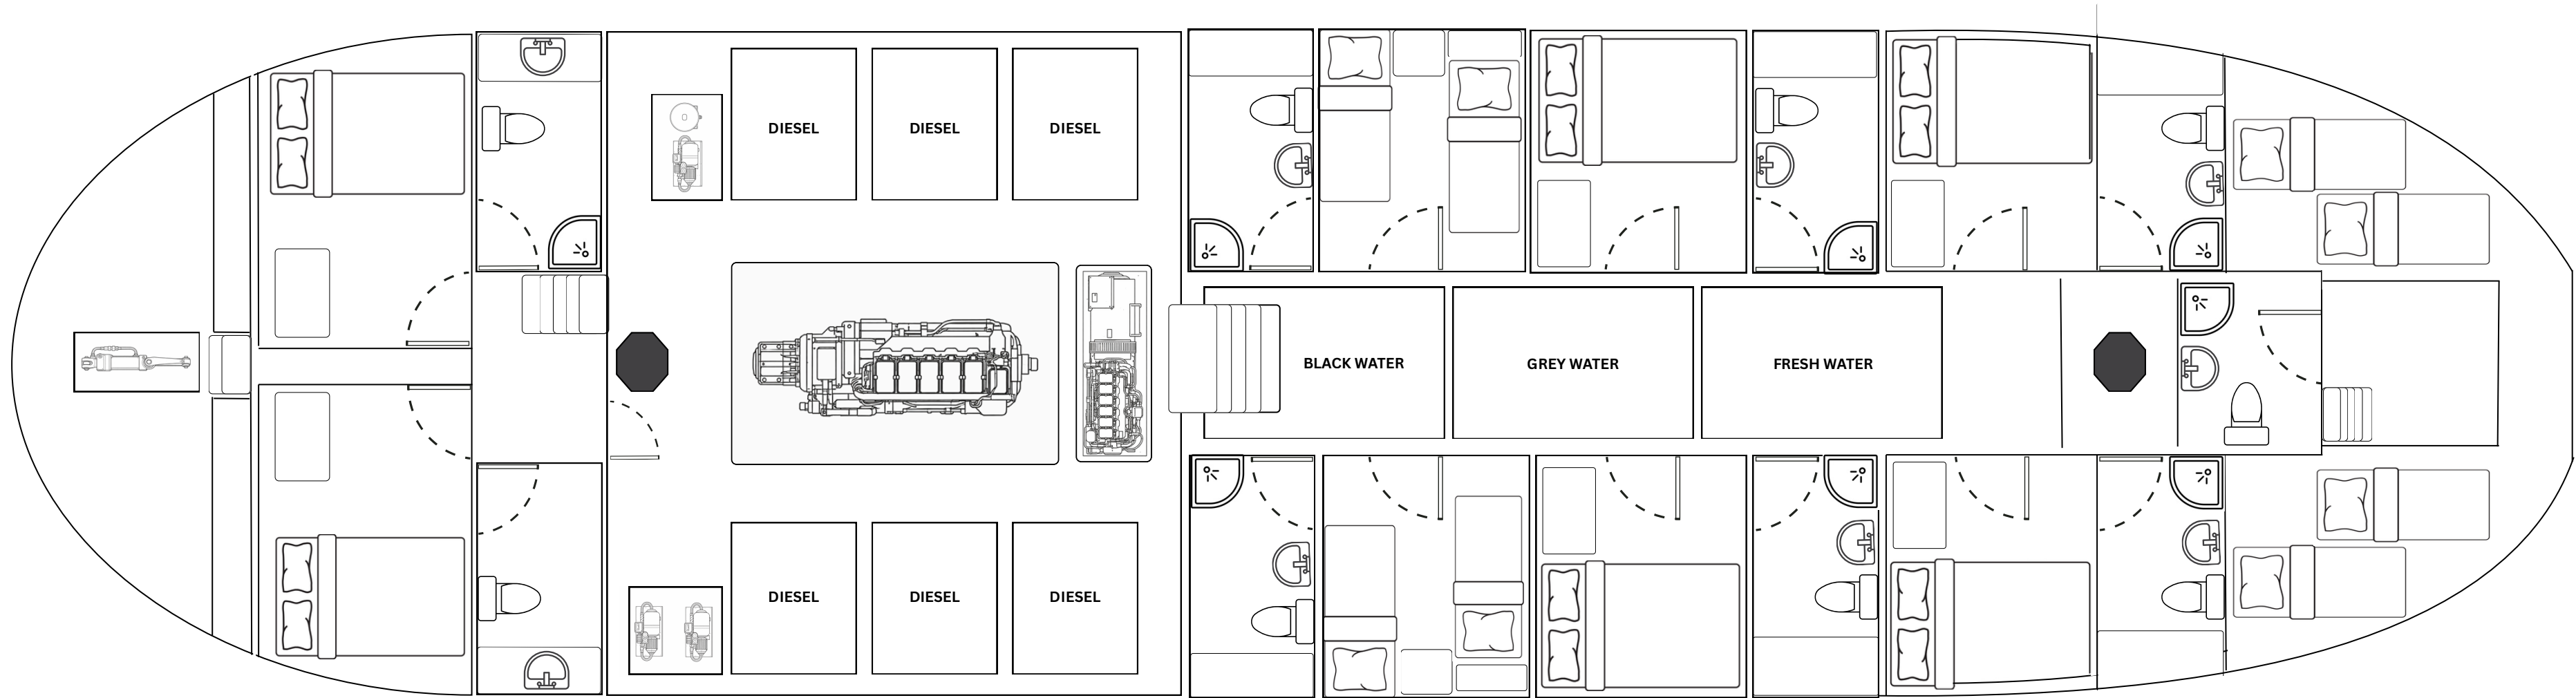 DIESEL
DIESEL
DIESEL
BLACK WATER
GREY WATER
FRESH WATER
DIESEL
DIESEL
DIESEL